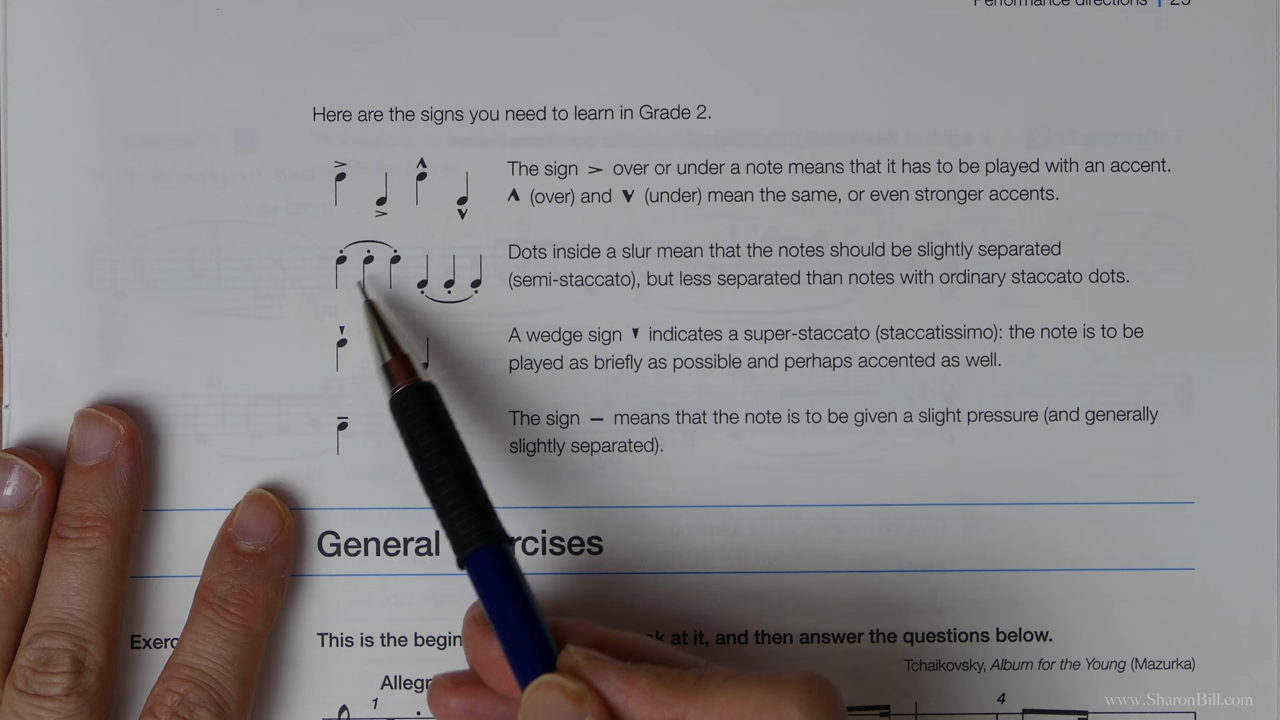 Performance directions | 25
Here are the signs you need to learn in Grade 2.
The sign > over or under a note means that it has to be played with an accent.
(over) and (under) mean the same, or even stronger accents.
Dots inside a slur mean that the notes should be slightly separated
(semi-staccato), but less separated than notes with ordinary staccato dots.
A wedge sign indicates a super-staccato (staccatissimo): the note is to be
played as briefly as possible and perhaps accented as well.
The sign – means that the note is to be given a slight pressure (and generally
slightly separated).
General
This is the at it, and then answer the questions below.
Tchaikovsky, Album for the Young (Mazurka)
1
4
www.SharonBill.com